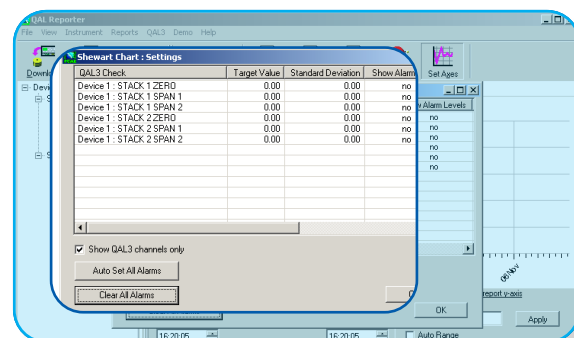 QAL Reporter
File View Instrument Reports QAL3 Demo Help
Set Axes
Shewart Chart : Settings
QAL3 Check Target Value Standard Deviation Show Alarm
Device 1 : STACK 1 ZERO 0.00 0.00 no
Device 1 : STACK 1 SPAN 1 0.00 0.00 no
Device 1 : STACK 1 SPAN 2 0.00 0.00 no
Device 1 : STACK 2 ZERO 0.00 0.00 no
Device 1 : STACK 2 SPAN 1 0.00 0.00 no
Device 1 : STACK 2 SPAN 2 0.00 0.00 no
Show QAL3 channels only
Auto Set All Alarms
Clear All Alarms
Alarm Levels
no
no
no
no
no
no
06 Nov
report y-axis
OK
Apply
16:20:05
16:20:05
Auto Range